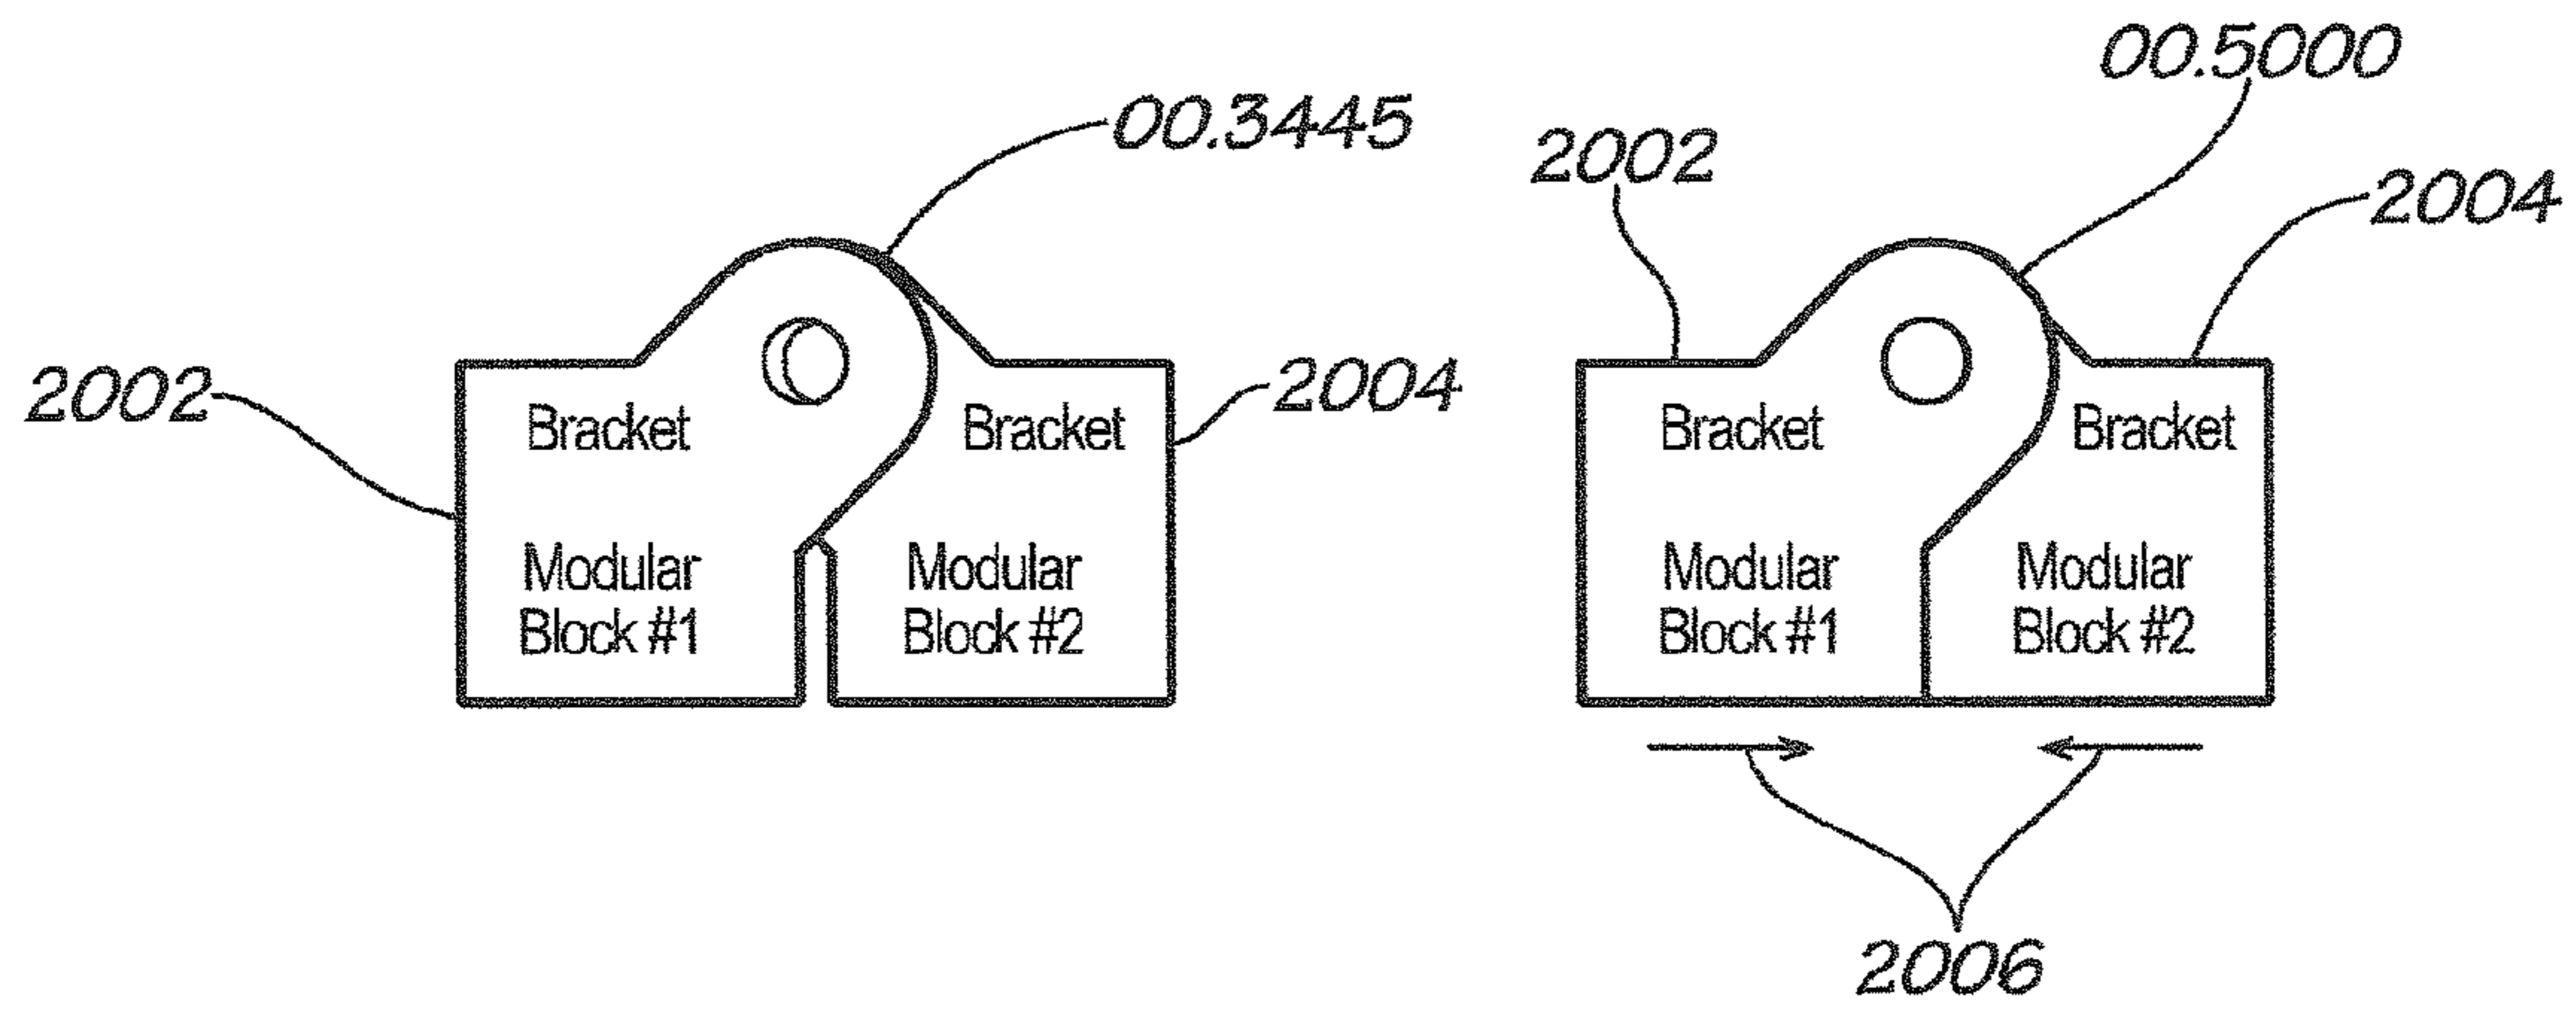 00.3445
2002
Bracket
Bracket
2004
Modular
Block #1
Modular
Block #2
00.5000
2002
2004
Bracket
Bracket
Modular
Block #1
Modular
Block #2
2006